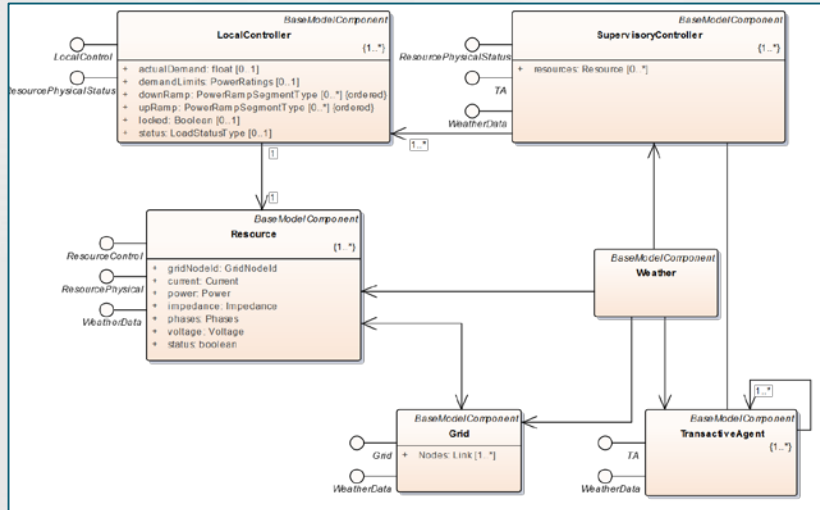 BaseModelComponent
LocalController
{1..*}
+ actualDemand: float [0..1]
+ demandLimits: PowerRatings [0..1]
+ downRamp: PowerRampSegmentType [0..*] {ordered}
+ upRamp: PowerRampSegmentType [0..*] {ordered}
+ locked: Boolean [0..1]
+ status: LoadStatusType [0..1]
LocalControl
ResourcePhysicalStatus
BaseModelComponent
SupervisoryController
{1..*}
+ resources: Resource [0..*]
ResourcePhysicalStatus
TA
WeatherData
1..*
1
1
BaseModelComponent
Resource
{1..*}
+ gridNodeId: GridNodeId
+ current: Current
+ power: Power
+ impedance: Impedance
+ phases: Phases
+ voltage: Voltage
+ status: boolean
ResourceControl
ResourcePhysical
WeatherData
BaseModelComponent
Weather
BaseModelComponent
Grid
+ Nodes: Link [1..*]
Grid
WeatherData
1..*
BaseModelComponent
TransactiveAgent
{1..*}
TA
WeatherData